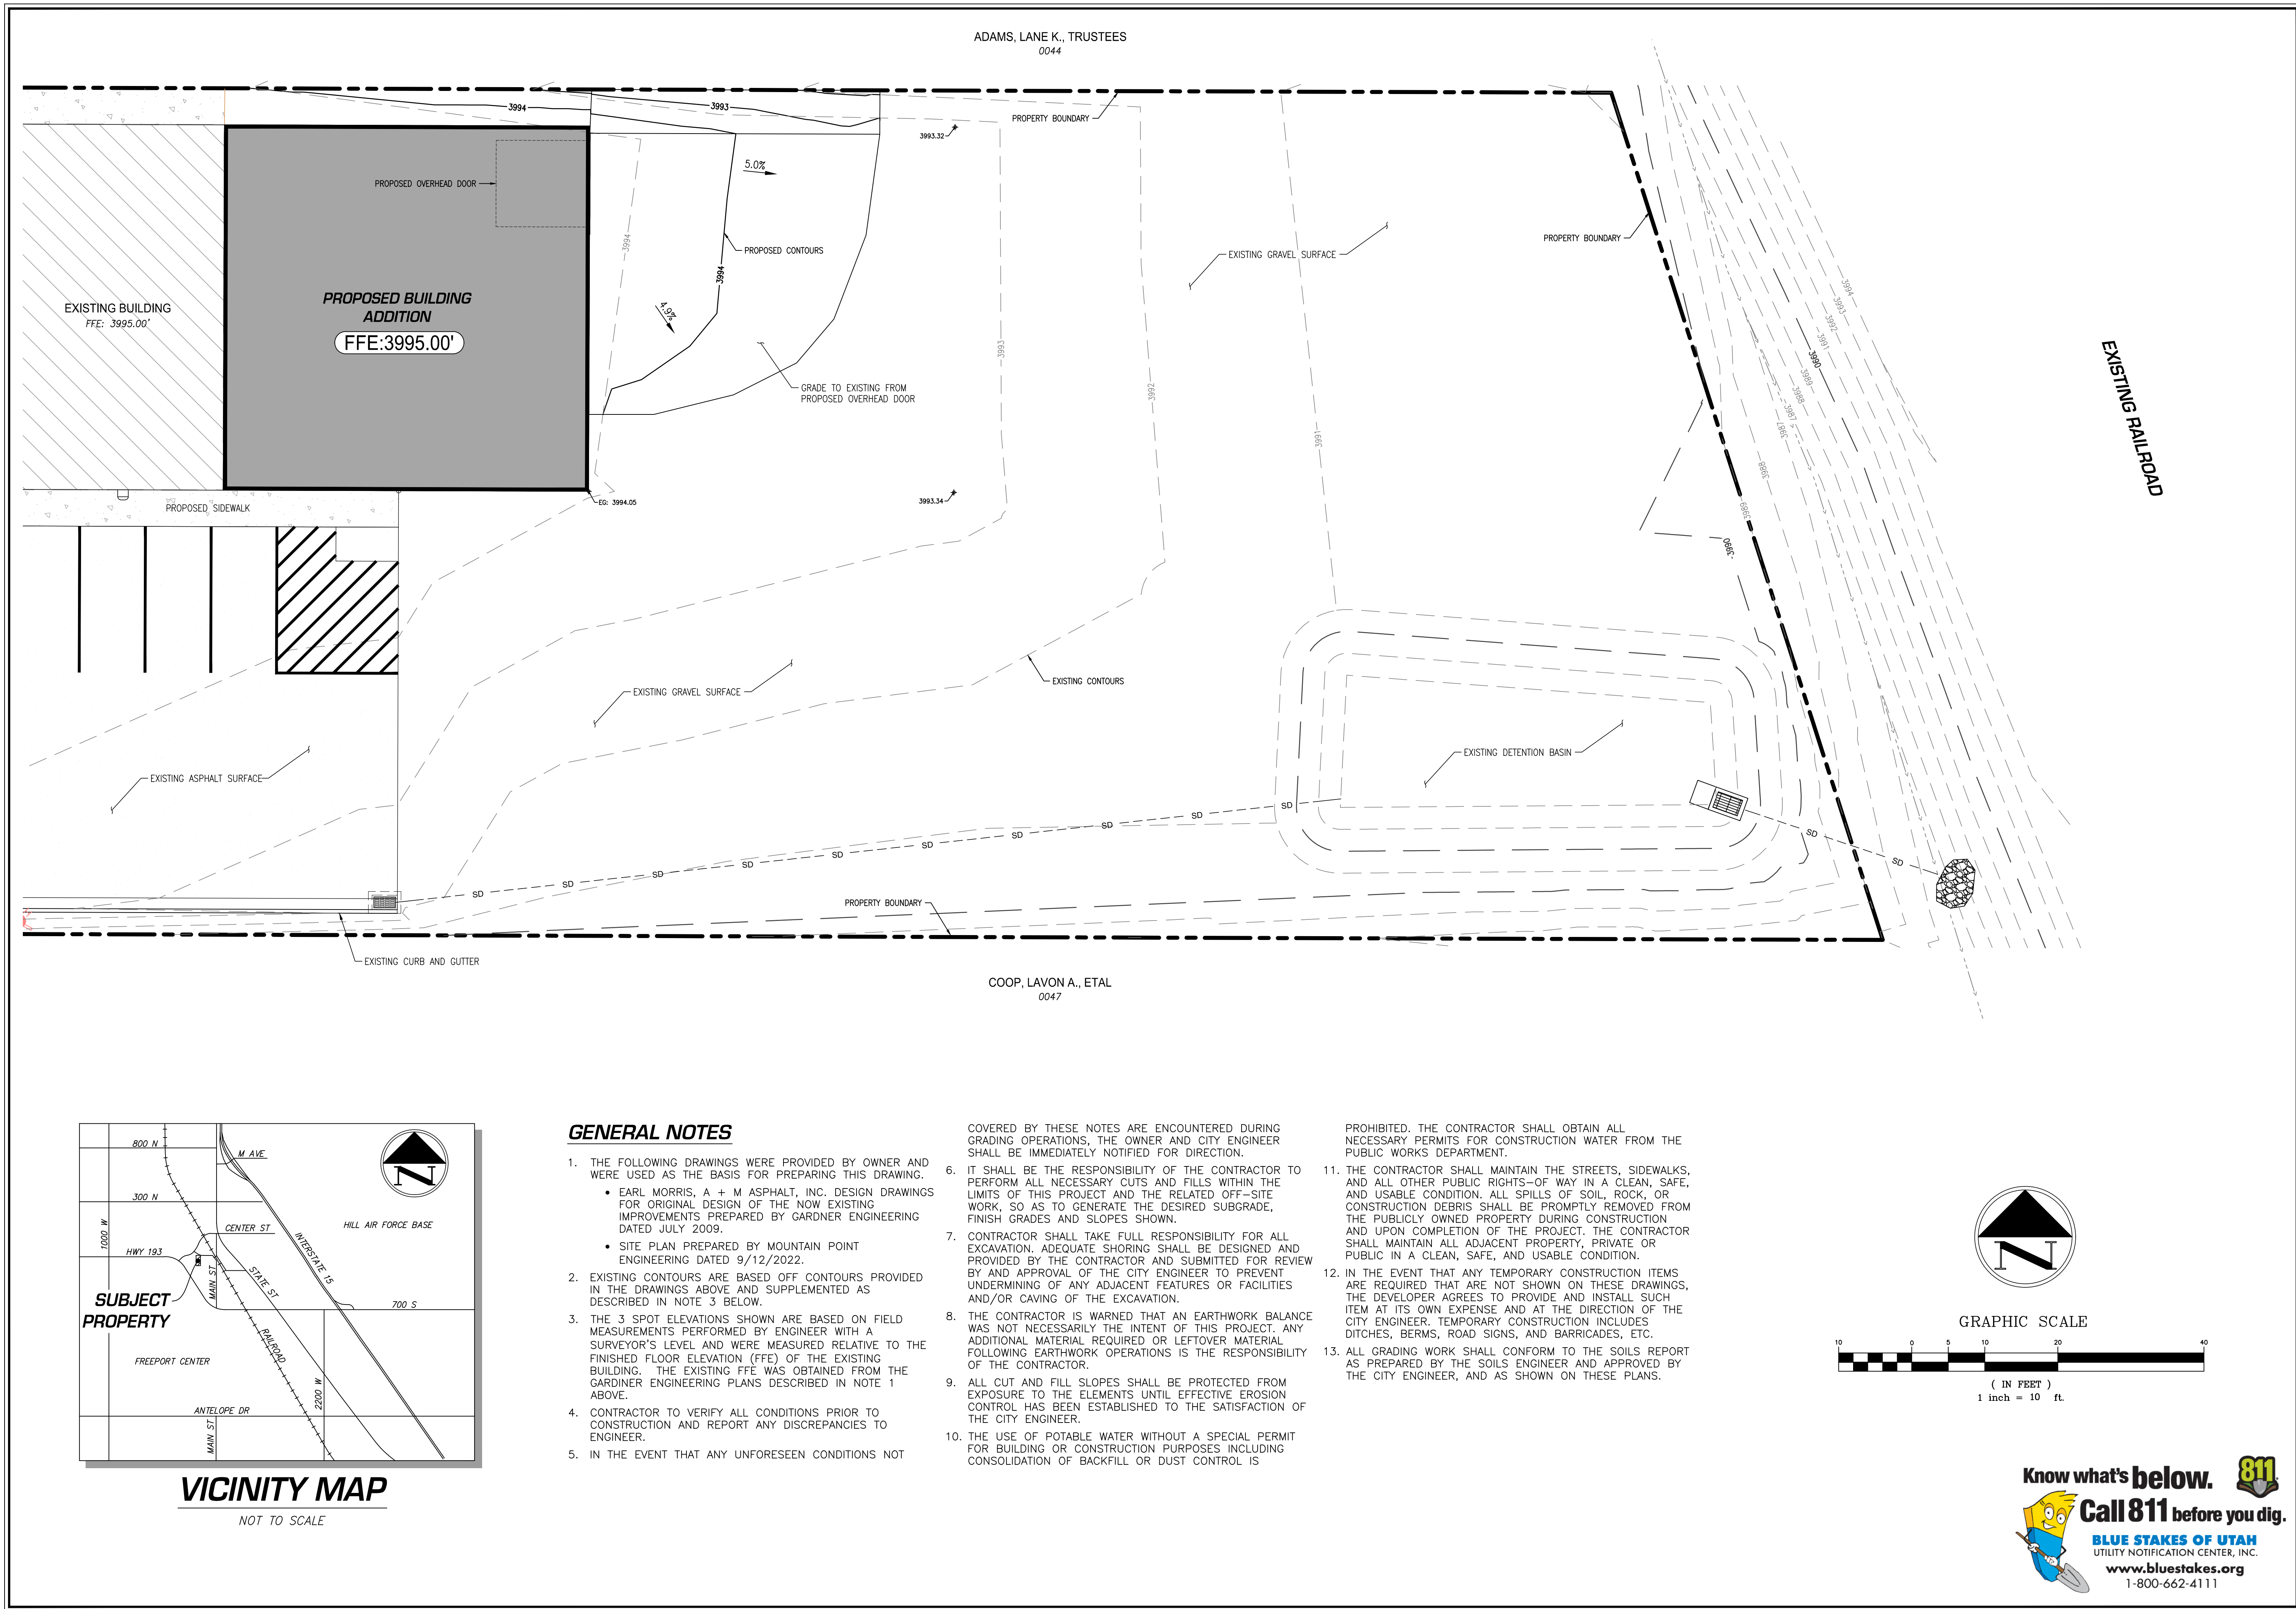 ADAMS, LANE K., TRUSTEES
0044
3994
3993
3993.32
PROPERTY BOUNDARY
5.0%
PROPOSED OVERHEAD DOOR
3994
PROPOSED CONTOURS
3994
4.9%
EXISTING GRAVEL SURFACE
PROPERTY BOUNDARY
EXISTING BUILDING
FFE: 3995.00'
PROPOSED BUILDING
ADDITION
FFE:3995.00'
GRADE TO EXISTING FROM
PROPOSED OVERHEAD DOOR
3993
3992
3991
3994
3993
3992
3991
3990
3989
3988
3987
3987
3988
3989
3990
EXISTING RAILROAD
EG: 3994.05
3993.34
PROPOSED SIDEWALK
EXISTING CONTOURS
EXISTING GRAVEL SURFACE
EXISTING DETENTION BASIN
EXISTING ASPHALT SURFACE
SD
SD
SD
SD
SD
SD
SD
SD
SD
SD
SD
SD
PROPERTY BOUNDARY
EXISTING CURB AND GUTTER
COOP, LAVON A., ETAL
0047
800 N
M AVE
300 N
N
1000 W
CENTER ST
HILL AIR FORCE BASE
HWY 193
INTERSTATE 15
MAIN ST
STATE ST
SUBJECT
PROPERTY
700 S
RAILROAD
FREEPORT CENTER
2200 W
ANTELOPE DR
MAIN ST
VICINITY MAP
NOT TO SCALE
GENERAL NOTES
1. THE FOLLOWING DRAWINGS WERE PROVIDED BY OWNER AND
WERE USED AS THE BASIS FOR PREPARING THIS DRAWING.
• EARL MORRIS, A + M ASPHALT, INC. DESIGN DRAWINGS
FOR ORIGINAL DESIGN OF THE NOW EXISTING
IMPROVEMENTS PREPARED BY GARDNER ENGINEERING
DATED JULY 2009.
• SITE PLAN PREPARED BY MOUNTAIN POINT
ENGINEERING DATED 9/12/2022.
2. EXISTING CONTOURS ARE BASED OFF CONTOURS PROVIDED
IN THE DRAWINGS ABOVE AND SUPPLEMENTED AS
DESCRIBED IN NOTE 3 BELOW.
3. THE 3 SPOT ELEVATIONS SHOWN ARE BASED ON FIELD
MEASUREMENTS PERFORMED BY ENGINEER WITH A
SURVEYOR'S LEVEL AND WERE MEASURED RELATIVE TO THE
FINISHED FLOOR ELEVATION (FFE) OF THE EXISTING
BUILDING. THE EXISTING FFE WAS OBTAINED FROM THE
GARDINER ENGINEERING PLANS DESCRIBED IN NOTE 1
ABOVE.
4. CONTRACTOR TO VERIFY ALL CONDITIONS PRIOR TO
CONSTRUCTION AND REPORT ANY DISCREPANCIES TO
ENGINEER.
5. IN THE EVENT THAT ANY UNFORESEEN CONDITIONS NOT
COVERED BY THESE NOTES ARE ENCOUNTERED DURING
GRADING OPERATIONS, THE OWNER AND CITY ENGINEER
SHALL BE IMMEDIATELY NOTIFIED FOR DIRECTION.
6. IT SHALL BE THE RESPONSIBILITY OF THE CONTRACTOR TO
PERFORM ALL NECESSARY CUTS AND FILLS WITHIN THE
LIMITS OF THIS PROJECT AND THE RELATED OFF-SITE
WORK, SO AS TO GENERATE THE DESIRED SUBGRADE,
FINISH GRADES AND SLOPES SHOWN.
7. CONTRACTOR SHALL TAKE FULL RESPONSIBILITY FOR ALL
EXCAVATION. ADEQUATE SHORING SHALL BE DESIGNED AND
PROVIDED BY THE CONTRACTOR AND SUBMITTED FOR REVIEW
BY AND APPROVAL OF THE CITY ENGINEER TO PREVENT
UNDERMINING OF ANY ADJACENT FEATURES OR FACILITIES
AND/OR CAVING OF THE EXCAVATION.
8. THE CONTRACTOR IS WARNED THAT AN EARTHWORK BALANCE
WAS NOT NECESSARILY THE INTENT OF THIS PROJECT. ANY
ADDITIONAL MATERIAL REQUIRED OR LEFTOVER MATERIAL
FOLLOWING EARTHWORK OPERATIONS IS THE RESPONSIBILITY
OF THE CONTRACTOR.
9. ALL CUT AND FILL SLOPES SHALL BE PROTECTED FROM
EXPOSURE TO THE ELEMENTS UNTIL EFFECTIVE EROSION
CONTROL HAS BEEN ESTABLISHED TO THE SATISFACTION OF
THE CITY ENGINEER.
10. THE USE OF POTABLE WATER WITHOUT A SPECIAL PERMIT
FOR BUILDING OR CONSTRUCTION PURPOSES INCLUDING
CONSOLIDATION OF BACKFILL OR DUST CONTROL IS
PROHIBITED. THE CONTRACTOR SHALL OBTAIN ALL
NECESSARY PERMITS FOR CONSTRUCTION WATER FROM THE
PUBLIC WORKS DEPARTMENT.
11. THE CONTRACTOR SHALL MAINTAIN THE STREETS, SIDEWALKS,
AND ALL OTHER PUBLIC RIGHTS-OF WAY IN A CLEAN, SAFE,
AND USABLE CONDITION. ALL SPILLS OF SOIL, ROCK, OR
CONSTRUCTION DEBRIS SHALL BE PROMPTLY REMOVED FROM
THE PUBLICLY OWNED PROPERTY DURING CONSTRUCTION
AND UPON COMPLETION OF THE PROJECT. THE CONTRACTOR
SHALL MAINTAIN ALL ADJACENT PROPERTY, PRIVATE OR
PUBLIC IN A CLEAN, SAFE, AND USABLE CONDITION.
12. IN THE EVENT THAT ANY TEMPORARY CONSTRUCTION ITEMS
ARE REQUIRED THAT ARE NOT SHOWN ON THESE DRAWINGS,
THE DEVELOPER AGREES TO PROVIDE AND INSTALL SUCH
ITEM AT ITS OWN EXPENSE AND AT THE DIRECTION OF THE
CITY ENGINEER. TEMPORARY CONSTRUCTION INCLUDES
DITCHES, BERMS, ROAD SIGNS, AND BARRICADES, ETC.
13. ALL GRADING WORK SHALL CONFORM TO THE SOILS REPORT
AS PREPARED BY THE SOILS ENGINEER AND APPROVED BY
THE CITY ENGINEER, AND AS SHOWN ON THESE PLANS.
N
GRAPHIC SCALE
10 0 5 10 20 40
( IN FEET )
1 inch = 10 ft.
Know what's below.
811
Call 811 before you dig.
BLUE STAKES OF UTAH
UTILITY NOTIFICATION CENTER, INC.
www.bluestakes.org
1-800-662-4111